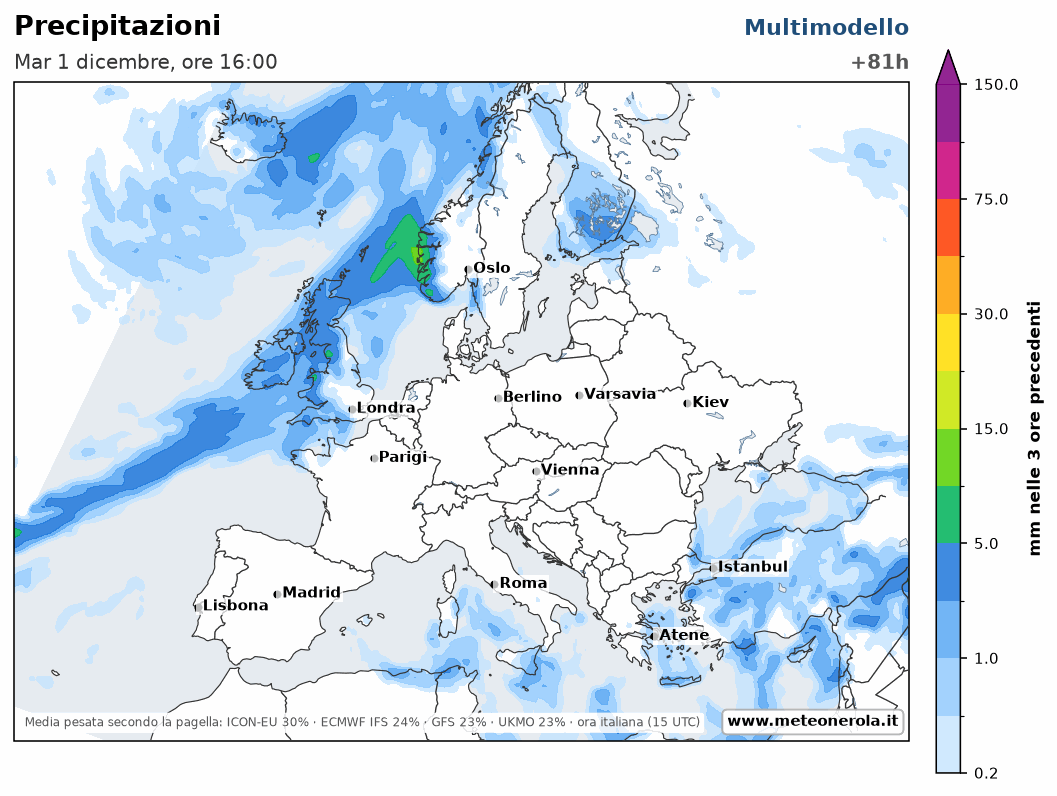 Precipitazioni
Multimodello
Mar 1 dicembre, ore 16:00
+81h
150.0
75.0
30.0
15.0
5.0
1.0
0.2
mm nelle 3 ore precedenti
Oslo
Berlino
Varsavia
Kiev
Londra
Parigi
Vienna
Istanbul
Roma
Madrid
Lisbona
Atene
Media pesata secondo la pagella: ICON-EU 30% · ECMWF IFS 24% · GFS 23% · UKMO 23% · ora italiana (15 UTC)
www.meteonerola.it